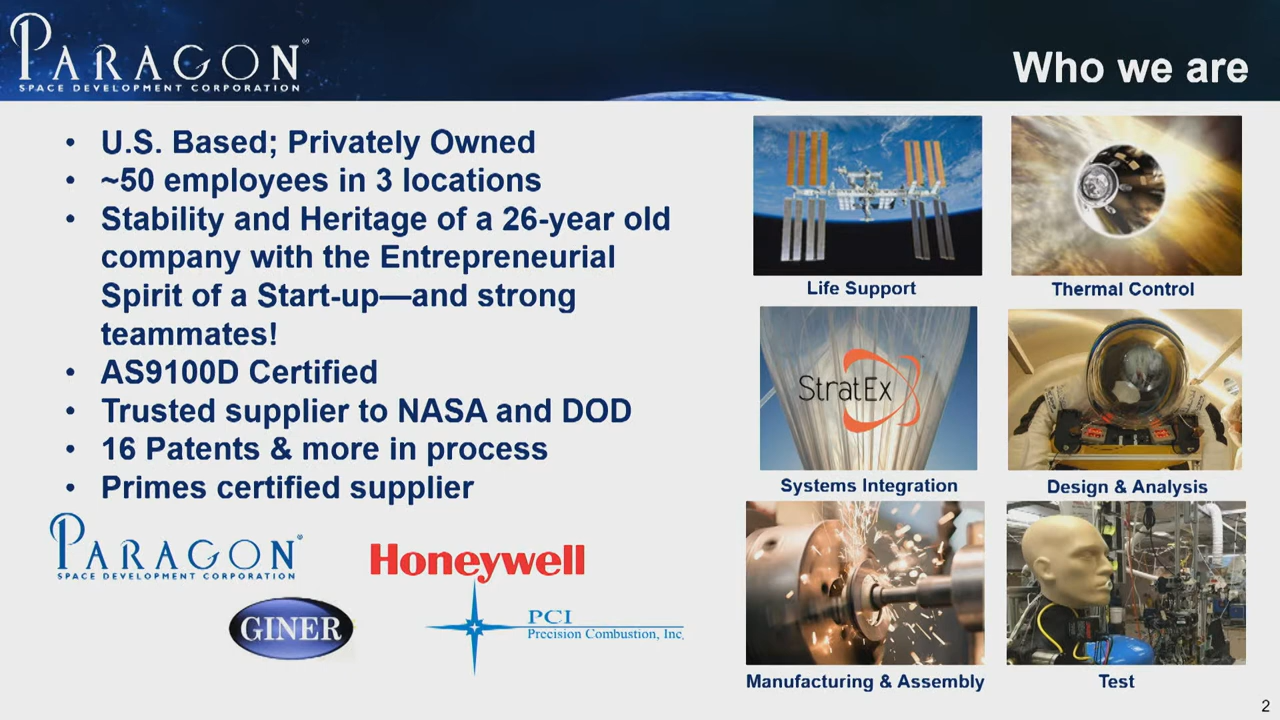 PARAGON®
SPACE DEVELOPMENT CORPORATION
Who we are
• U.S. Based; Privately Owned
• ~50 employees in 3 locations
• Stability and Heritage of a 26-year old
company with the Entrepreneurial
Spirit of a Start-up—and strong
teammates!
• AS9100D Certified
• Trusted supplier to NASA and DOD
• 16 Patents & more in process
• Primes certified supplier
PARAGON®
SPACE DEVELOPMENT CORPORATION
Honeywell
GINER
PCI
Precision Combustion, Inc.
Life Support
Thermal Control
StratEx
Systems Integration
Design & Analysis
Manufacturing & Assembly
Test
2